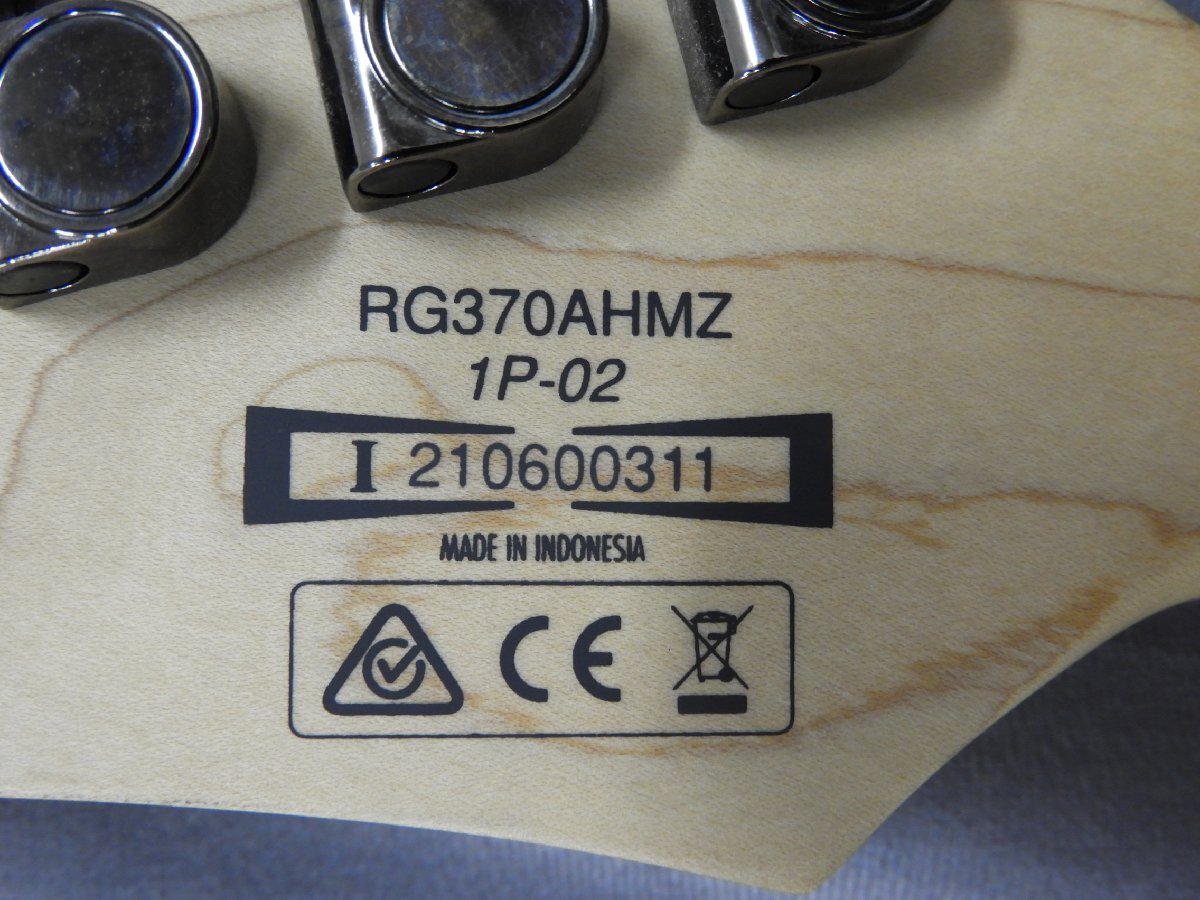 RG370AHMZ
1P-02
I 210600311
MADE IN INDONESIA
CE